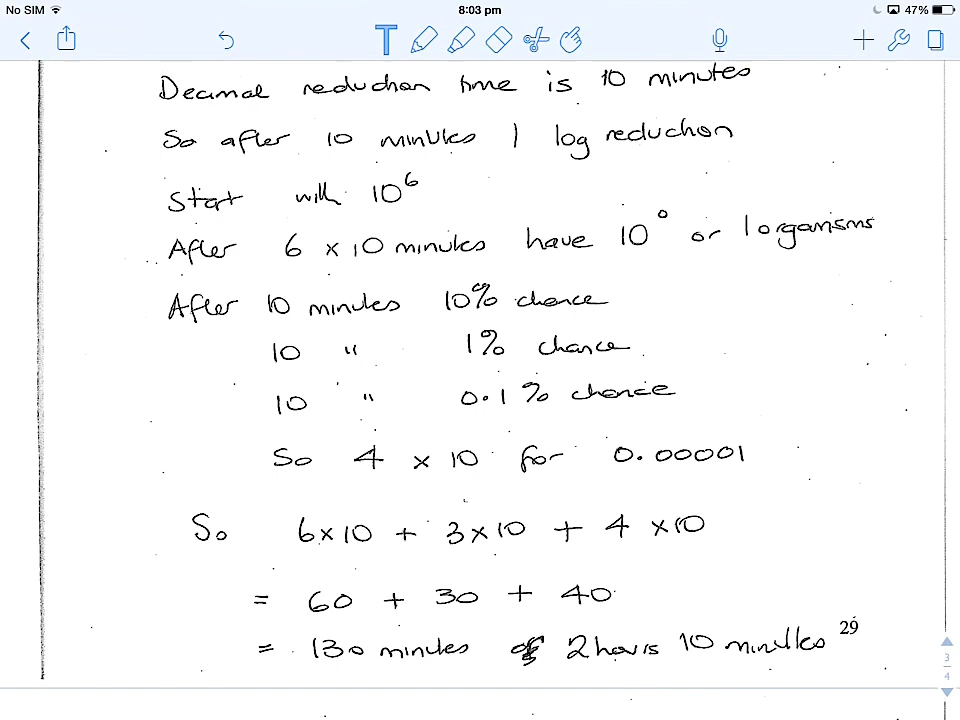 No SIM 8:03 pm 47%
Decimal reduction time is 10 minutes
So after 10 minutes 1 log reduction
Start with 10⁶
After 6 x 10 minutes have 10⁰ or 1 organisms
After 10 minutes 10% chance
10 " 1% chance
10 " 0.1% chance
So 4 x 10 for 0.00001
So 6x10 + 3x10 + 4x10
= 60 + 30 + 40
= 130 minutes 2 hours 10 minutes
29
3
4